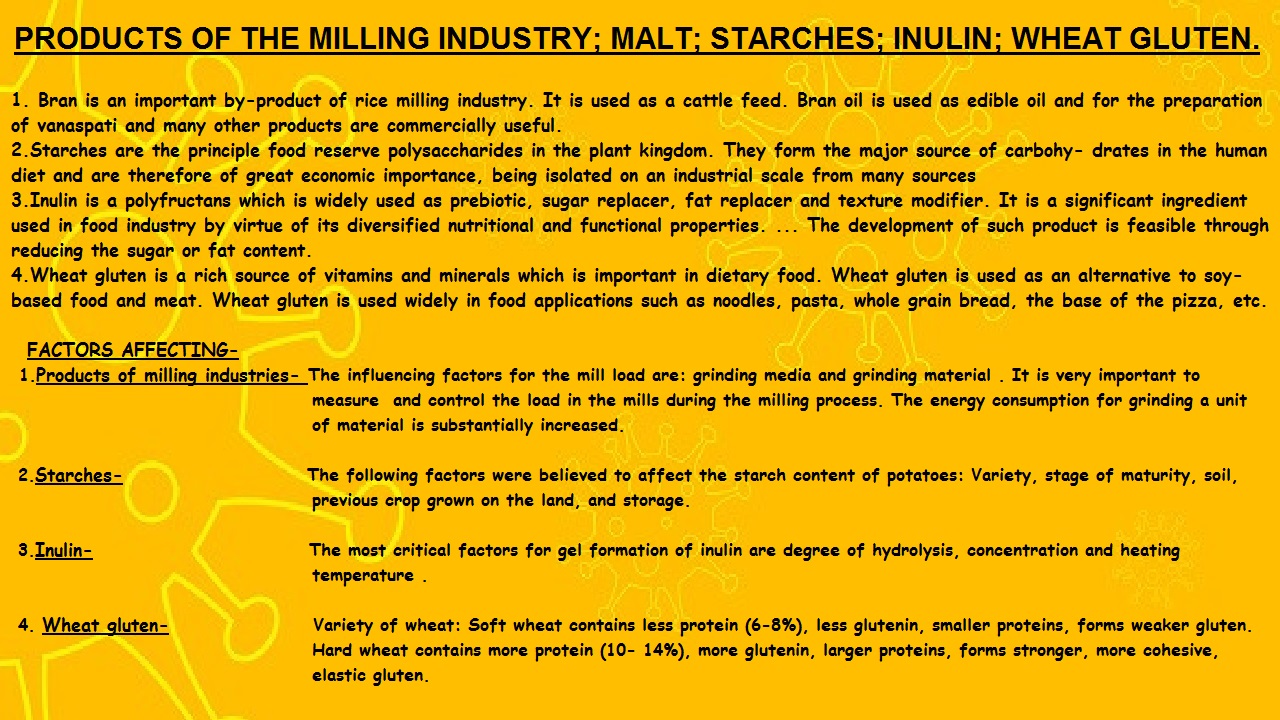 PRODUCTS OF THE MILLING INDUSTRY; MALT; STARCHES; INULIN; WHEAT GLUTEN.
1. Bran is an important by-product of rice milling industry. It is used as a cattle feed. Bran oil is used as edible oil and for the preparation
of vanaspati and many other products are commercially useful.
2.Starches are the principle food reserve polysaccharides in the plant kingdom. They form the major source of carbohy- drates in the human
diet and are therefore of great economic importance, being isolated on an industrial scale from many sources
3.Inulin is a polyfructans which is widely used as prebiotic, sugar replacer, fat replacer and texture modifier. It is a significant ingredient
used in food industry by virtue of its diversified nutritional and functional properties. ... The development of such product is feasible through
reducing the sugar or fat content.
4.Wheat gluten is a rich source of vitamins and minerals which is important in dietary food. Wheat gluten is used as an alternative to soy-
based food and meat. Wheat gluten is used widely in food applications such as noodles, pasta, whole grain bread, the base of the pizza, etc.
FACTORS AFFECTING-
1.Products of milling industries- The influencing factors for the mill load are: grinding media and grinding material . It is very important to
measure and control the load in the mills during the milling process. The energy consumption for grinding a unit
of material is substantially increased.
2.Starches- The following factors were believed to affect the starch content of potatoes: Variety, stage of maturity, soil,
previous crop grown on the land, and storage.
3.Inulin- The most critical factors for gel formation of inulin are degree of hydrolysis, concentration and heating
temperature .
4. Wheat gluten- Variety of wheat: Soft wheat contains less protein (6-8%), less glutenin, smaller proteins, forms weaker gluten.
Hard wheat contains more protein (10- 14%), more glutenin, larger proteins, forms stronger, more cohesive,
elastic gluten.